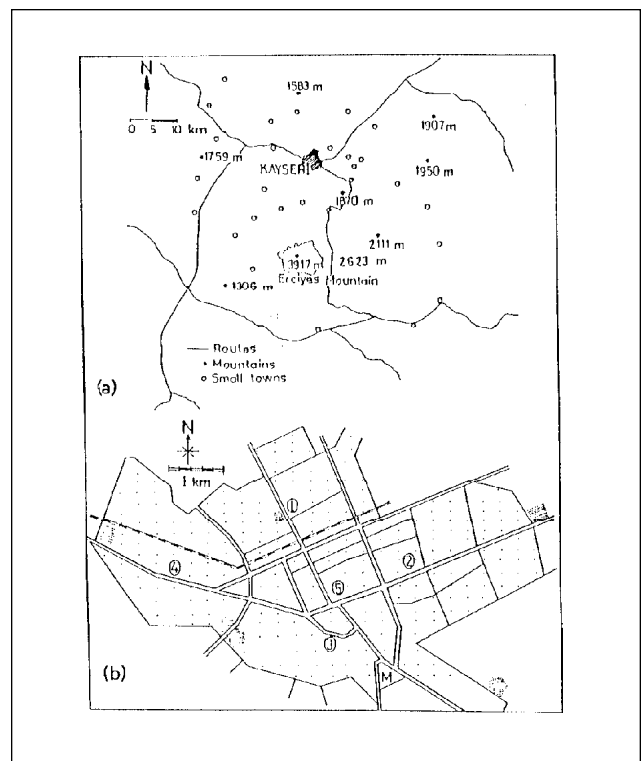 N
1583 m
0 5 10 km
1907 m
1759 m
KAYSERI
1950 m
1870 m
2111 m
3917 m 2623 m
Erciyes Mountain
1306 m
Routes
Mountains
Small towns
(a)
N
1 km
1
4
5
2
3
M
(b)